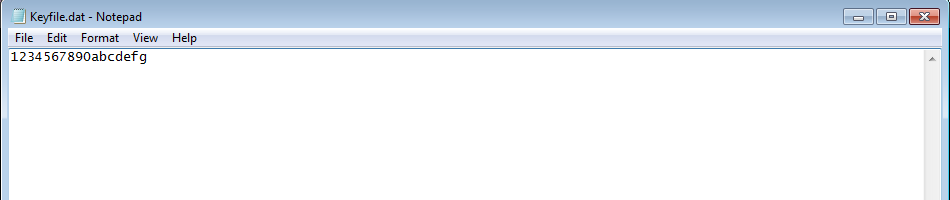 Keyfile.dat - Notepad
File Edit Format View Help
1234567890abcdefg